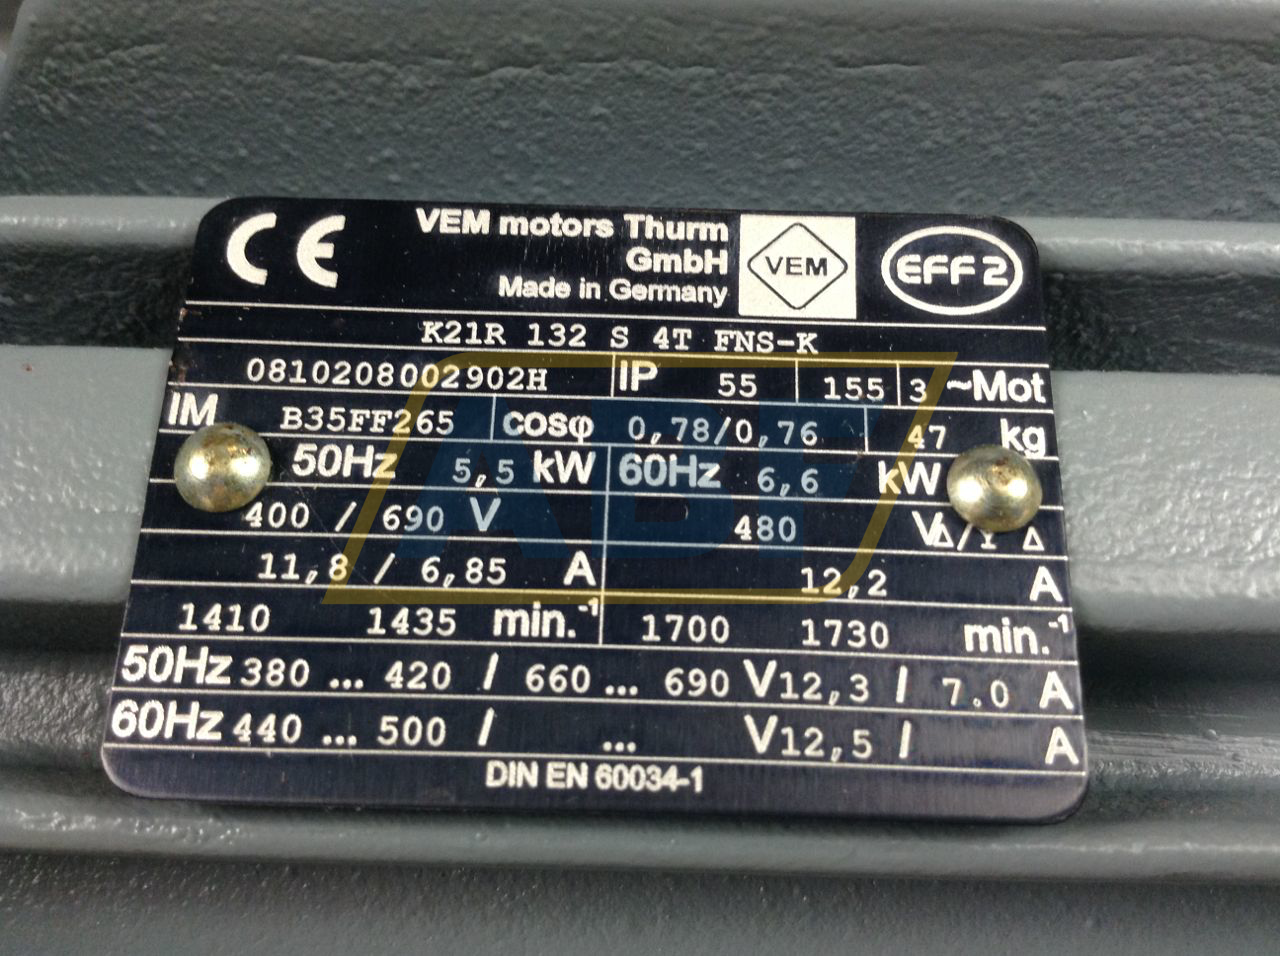 CE VEM motors Thurm GmbH VEM EFF2
Made in Germany
K21R 132 S 4T FNS-K
0810208002902H IP 55 155 3 ~Mot
IM B35FF265 cosφ 0,78/0,76 47 kg
50Hz 5,5 kW 60Hz 6,6 kW
400 / 690 V 480 VΔ/Y Δ
11,8 / 6,85 A 12,2 A
1410 1435 min.-1 1700 1730 min.-1
50Hz 380 ... 420 / 660 ... 690 V 12,3 / 7.0 A
60Hz 440 ... 500 / ... V 12,5 / A
DIN EN 60034-1
ABF